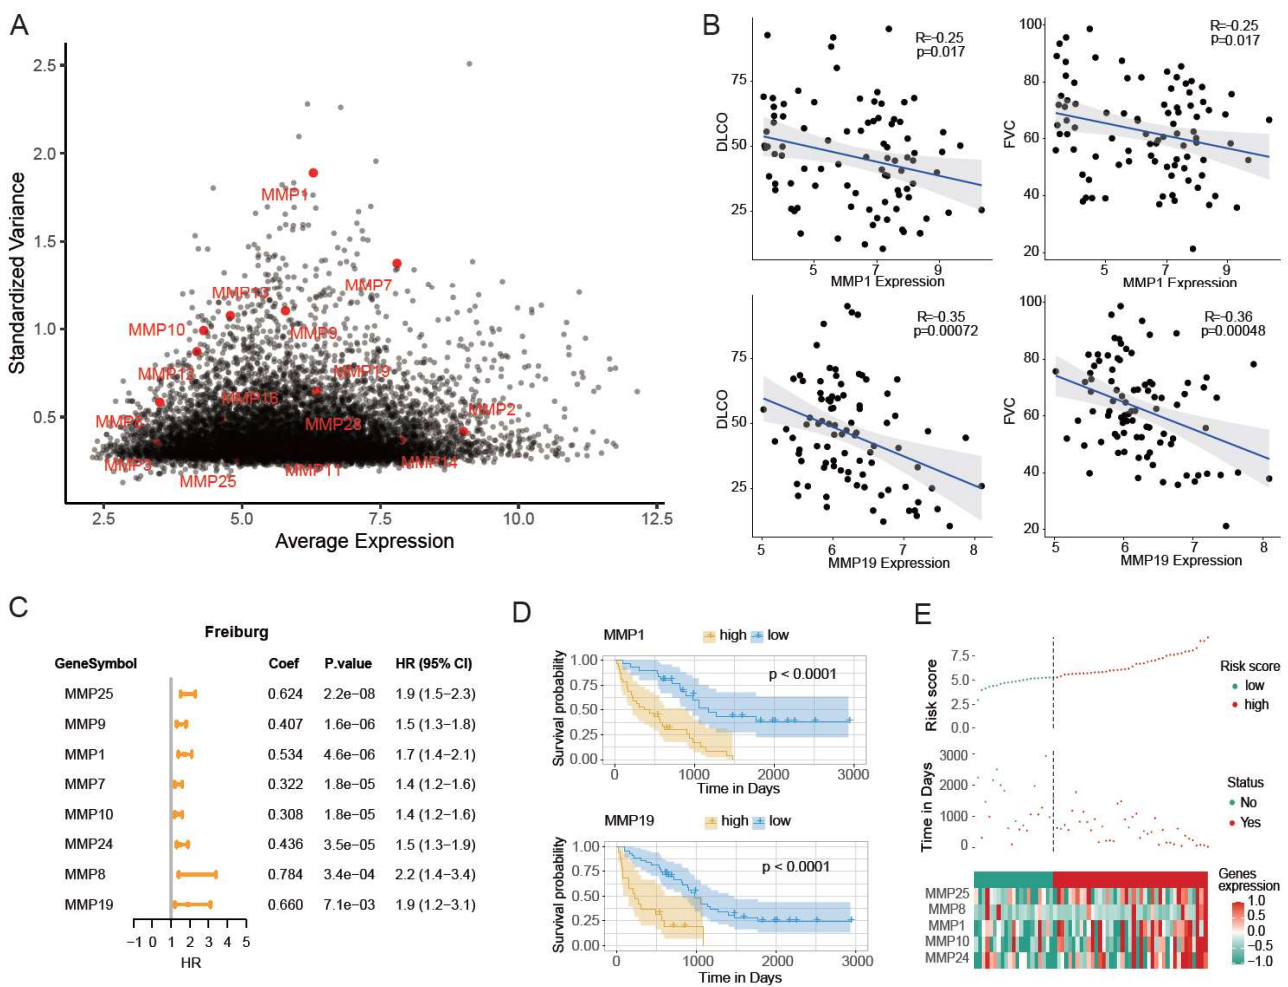 A
Standardized Variance
2.5
2.0
1.5
1.0
0.5
MMP1
MMP7
MMP13
MMP10
MMP9
MMP12
MMP19
MMP16
MMP8
MMP28
MMP2
MMP3
MMP25
MMP11
MMP14
2.5 5.0 7.5 10.0 12.5
Average Expression
B
DLCO
75
50
25
R=-0.25
p=0.017
5 7 9
MMP1 Expression
FVC
100
80
60
40
20
R=-0.25
p=0.017
5 7 9
MMP1 Expression
DLCO
75
50
25
R=-0.35
p=0.00072
5 6 7 8
MMP19 Expression
FVC
100
80
60
40
20
R=-0.36
p=0.00048
5 6 7 8
MMP19 Expression
C
Freiburg
GeneSymbol Coef P.value HR (95% CI)
MMP25 0.624 2.2e−08 1.9 (1.5−2.3)
MMP9 0.407 1.6e−06 1.5 (1.3−1.8)
MMP1 0.534 4.6e−06 1.7 (1.4−2.1)
MMP7 0.322 1.8e−05 1.4 (1.2−1.6)
MMP10 0.308 1.8e−05 1.4 (1.2−1.6)
MMP24 0.436 3.5e−05 1.5 (1.3−1.9)
MMP8 0.784 3.4e−04 2.2 (1.4−3.4)
MMP19 0.660 7.1e−03 1.9 (1.2−3.1)
−1 0 1 2 3 4 5
HR
D
MMP1 high low
Survival probability
1.00
0.75
0.50
0.25
0.00
p < 0.0001
0 1000 2000 3000
Time in Days
MMP19 high low
Survival probability
1.00
0.75
0.50
0.25
0.00
p < 0.0001
0 1000 2000 3000
Time in Days
E
Risk score
7.5
5.0
2.5
0.0
Risk score
low
high
Time in Days
3000
2000
1000
0
Status
No
Yes
MMP25
MMP8
MMP1
MMP10
MMP24
Genes
expression
1.0
0.5
0.0
−0.5
−1.0